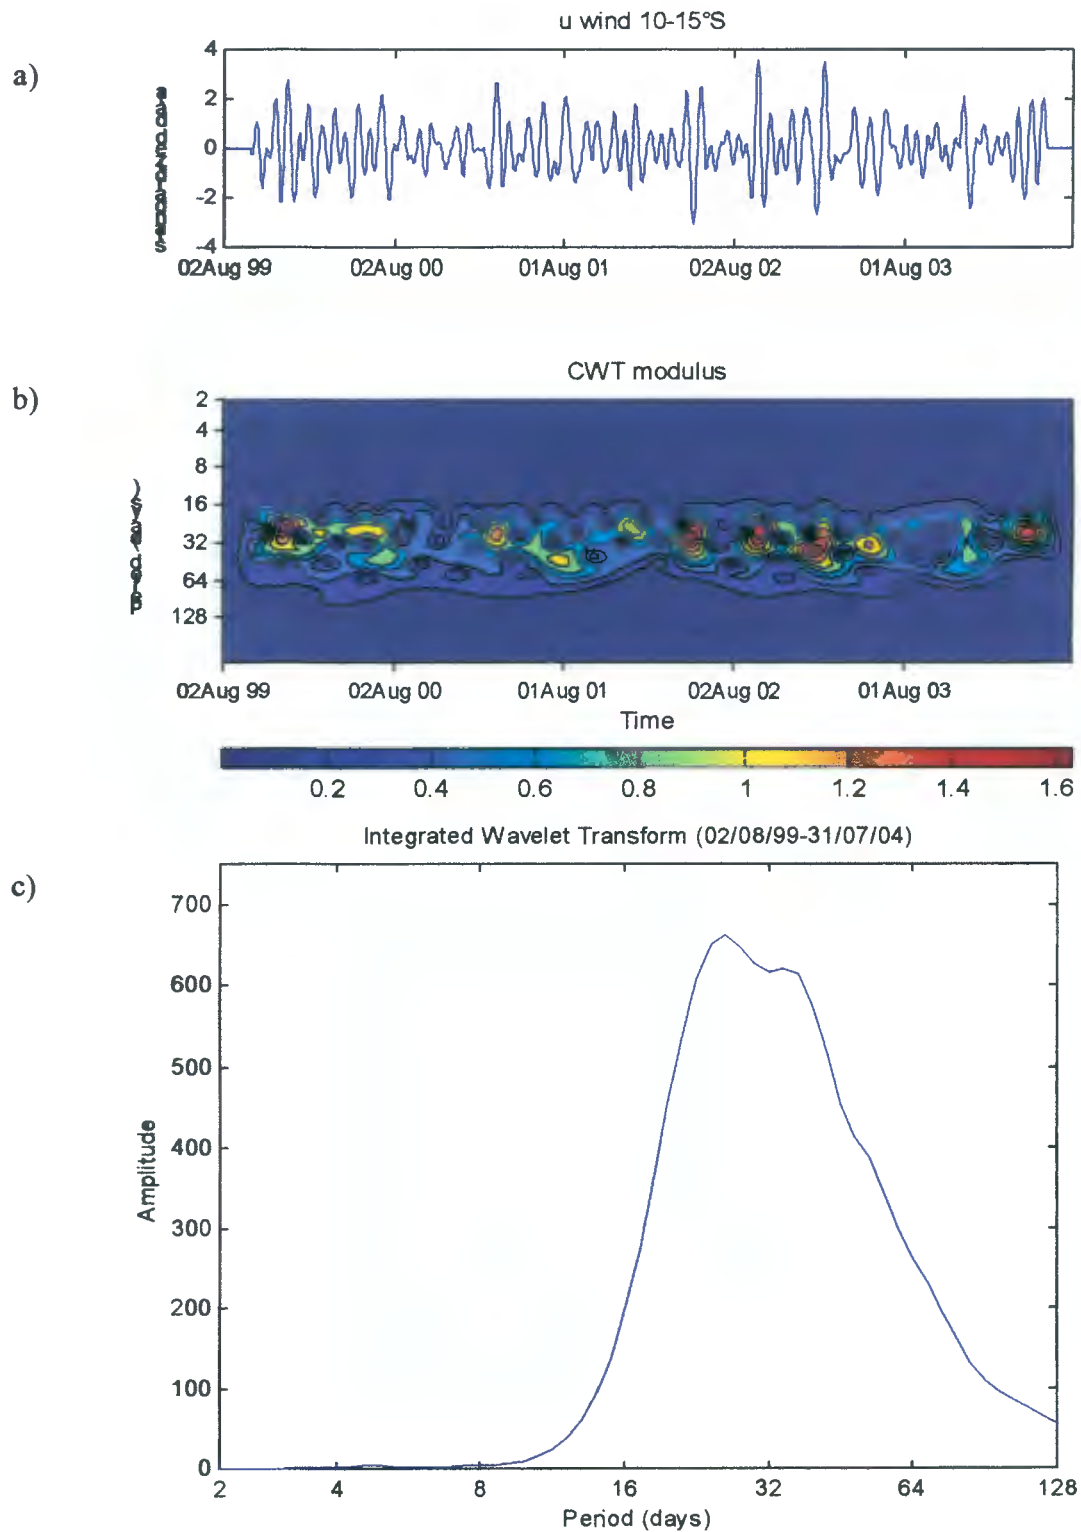 u wind 10-15°S
a)
4
2
0
-2
-4
02Aug 99 02Aug 00 01Aug 01 02Aug 02 01Aug 03
CWT modulus
b)
2
4
8
16
32
64
128
02Aug 99 02Aug 00 01Aug 01 02Aug 02 01Aug 03
Time
0.2 0.4 0.6 0.8 1 1.2 1.4 1.6
Integrated Wavelet Transform (02/08/99-31/07/04)
c)
700
600
500
400
300
200
100
0
Amplitude
2 4 8 16 32 64 128
Period (days)